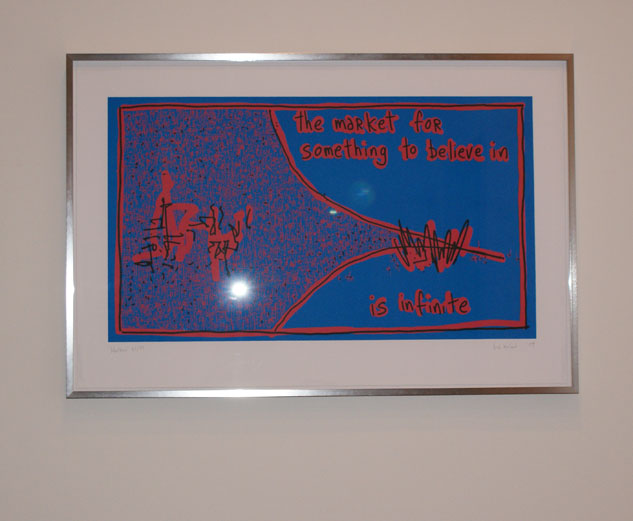 the market for
something to believe in
is infinite